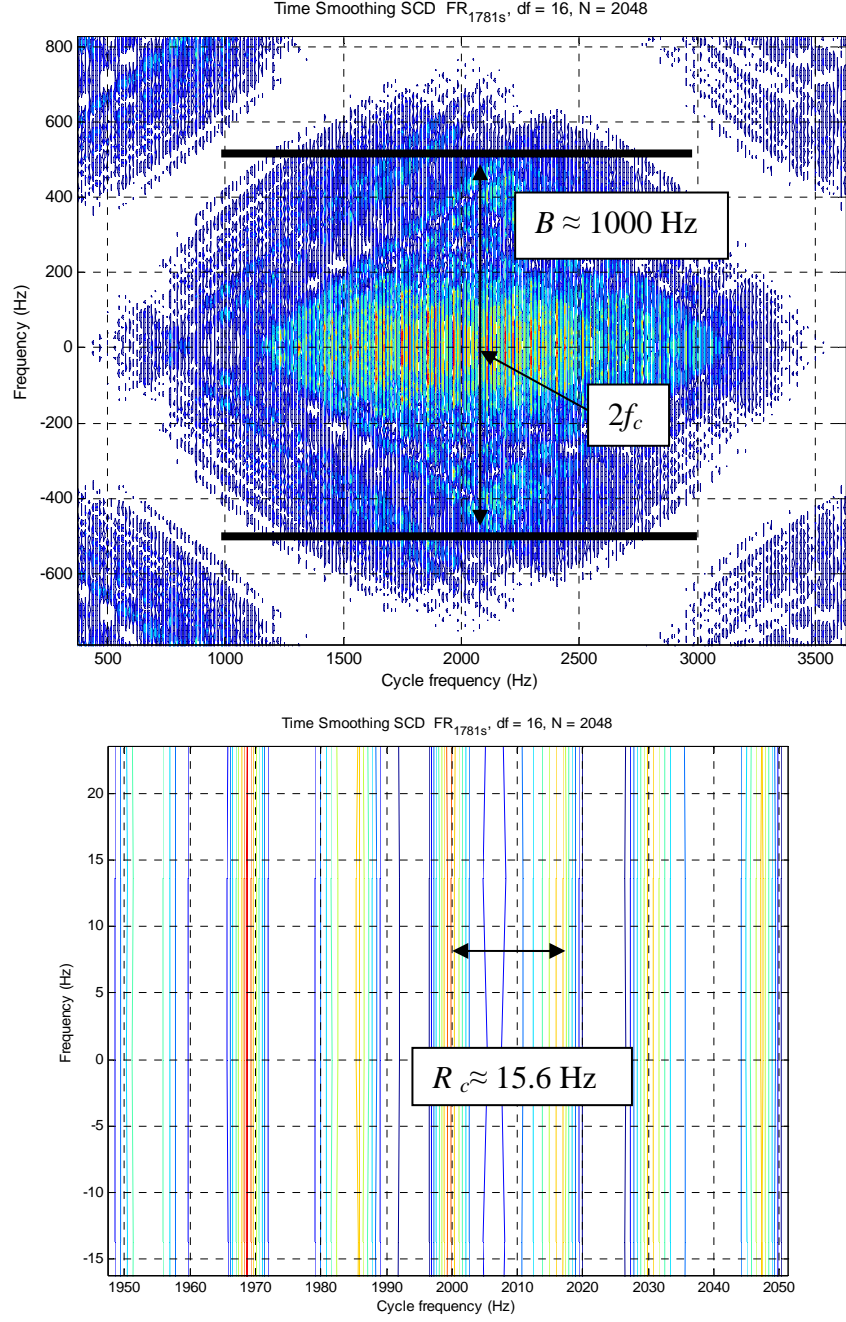 Time Smoothing SCD FR1781s, df = 16, N = 2048
800
600
400
200
0
-200
-400
-600
Frequency (Hz)
B ≈ 1000 Hz
2fc
500 1000 1500 2000 2500 3000 3500
Cycle frequency (Hz)
Time Smoothing SCD FR1781s, df = 16, N = 2048
20
15
10
5
0
-5
-10
-15
Frequency (Hz)
R c≈ 15.6 Hz
1950 1960 1970 1980 1990 2000 2010 2020 2030 2040 2050
Cycle frequency (Hz)